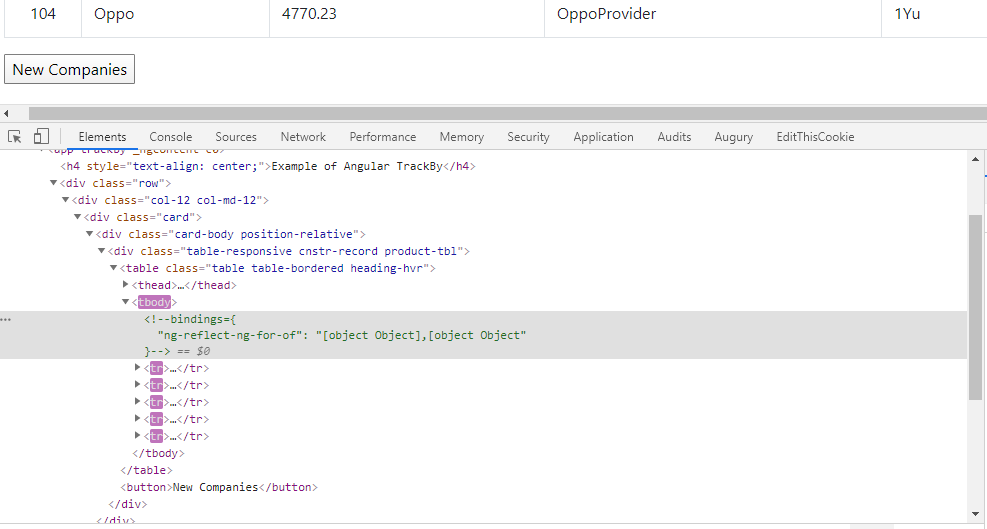 104 Oppo 4770.23 OppoProvider 1Yu
New Companies
Elements Console Sources Network Performance Memory Security Application Audits Augury EditThisCookie
<h4 style="text-align: center;">Example of Angular TrackBy</h4>
<div class="row">
<div class="col-12 col-md-12">
<div class="card">
<div class="card-body position-relative">
<div class="table-responsive cnstr-record product-tbl">
<table class="table table-bordered heading-hvr">
<thead>…</thead>
<tbody>
<!--bindings={
"ng-reflect-ng-for-of": "[object Object],[object Object"
}--> == $0
<tr>…</tr>
<tr>…</tr>
<tr>…</tr>
<tr>…</tr>
<tr>…</tr>
</tbody>
</table>
<button>New Companies</button>
</div>
</div>